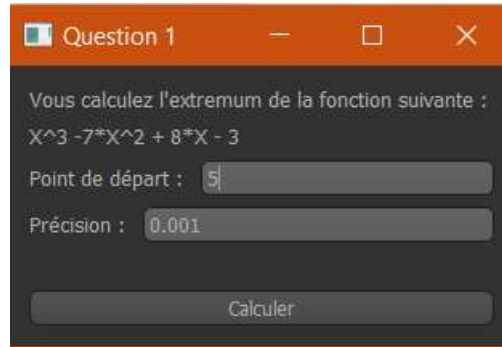 Question 1
Vous calculez l'extremum de la fonction suivante :
X^3 -7*X^2 + 8*X - 3
Point de départ : 5
Précision : 0.001
Calculer